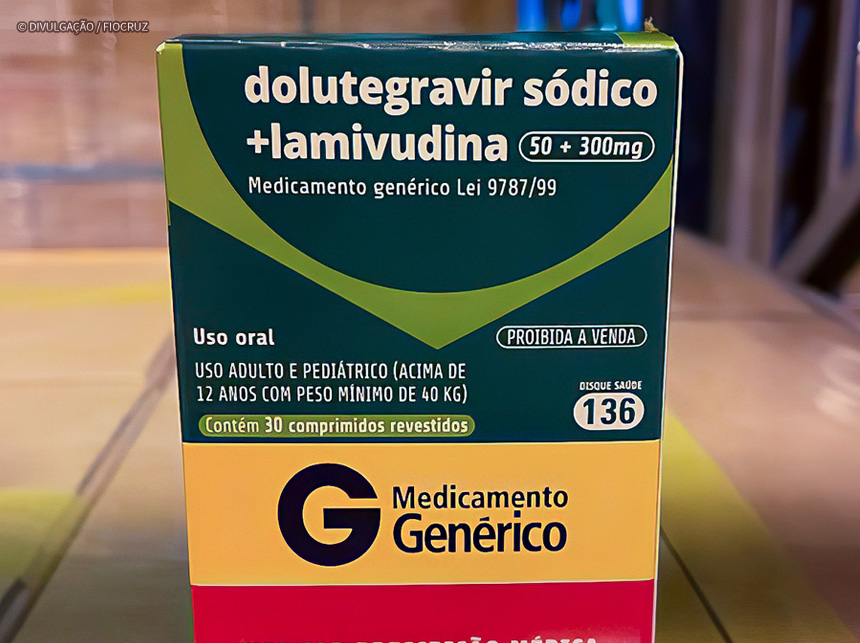 © DIVULGAÇÃO / FIOCRUZ
dolutegravir sódico
+lamivudina 50 + 300mg
Medicamento genérico Lei 9787/99
Uso oral
PROIBIDA A VENDA
USO ADULTO E PEDIÁTRICO (ACIMA DE
12 ANOS COM PESO MÍNIMO DE 40 KG)
Contém 30 comprimidos revestidos
DISQUE SAÚDE
136
G Medicamento
Genérico